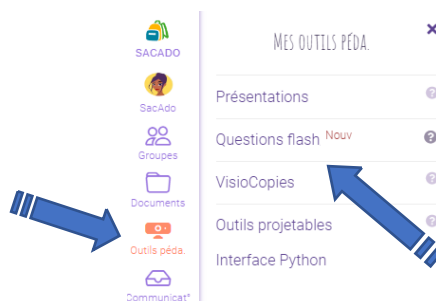 SACADO
SacAdo
Groupes
Documents
Outils péda.
Communicat°
MES OUTILS PÉDA.
Présentations
Questions flash Nouv
VisioCopies
Outils projetables
Interface Python